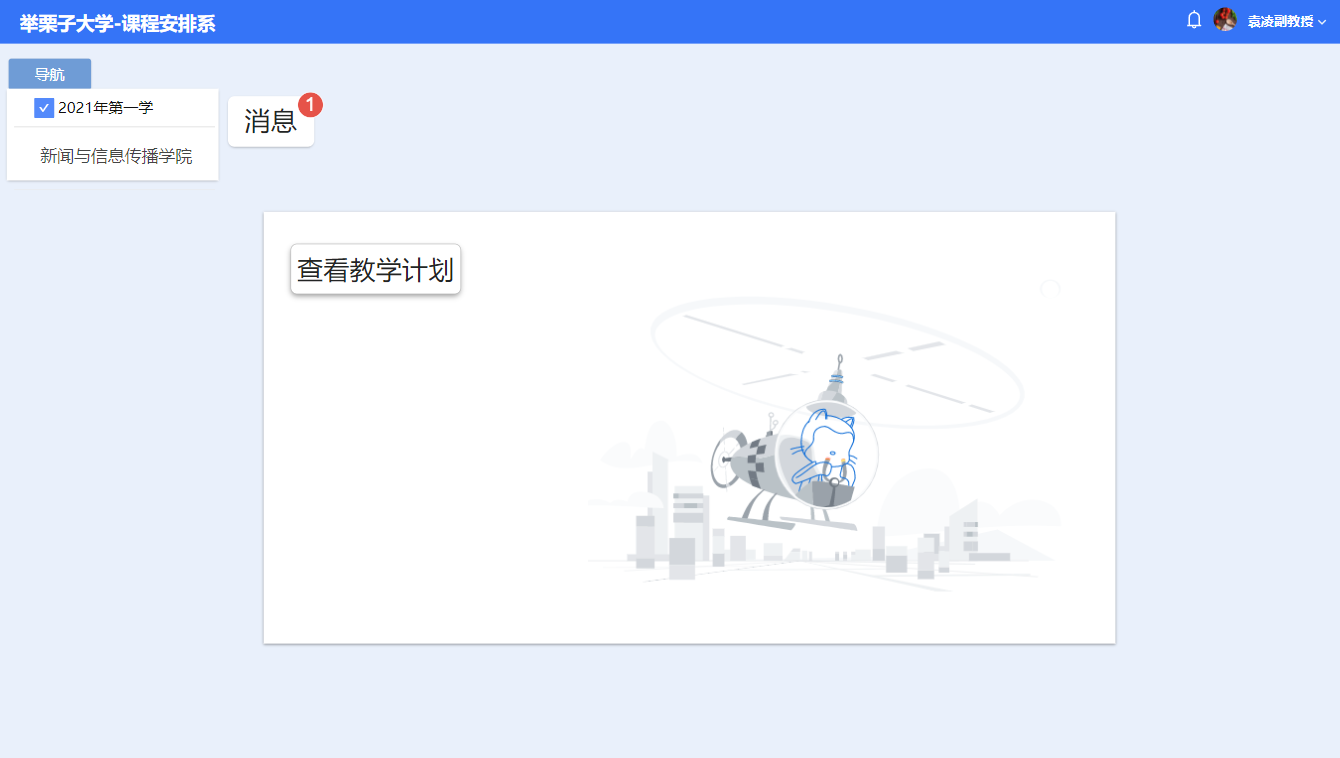 举栗子大学-课程安排系
袁凌副教授
导航
2021年第一学
新闻与信息传播学院
消息
1
查看教学计划